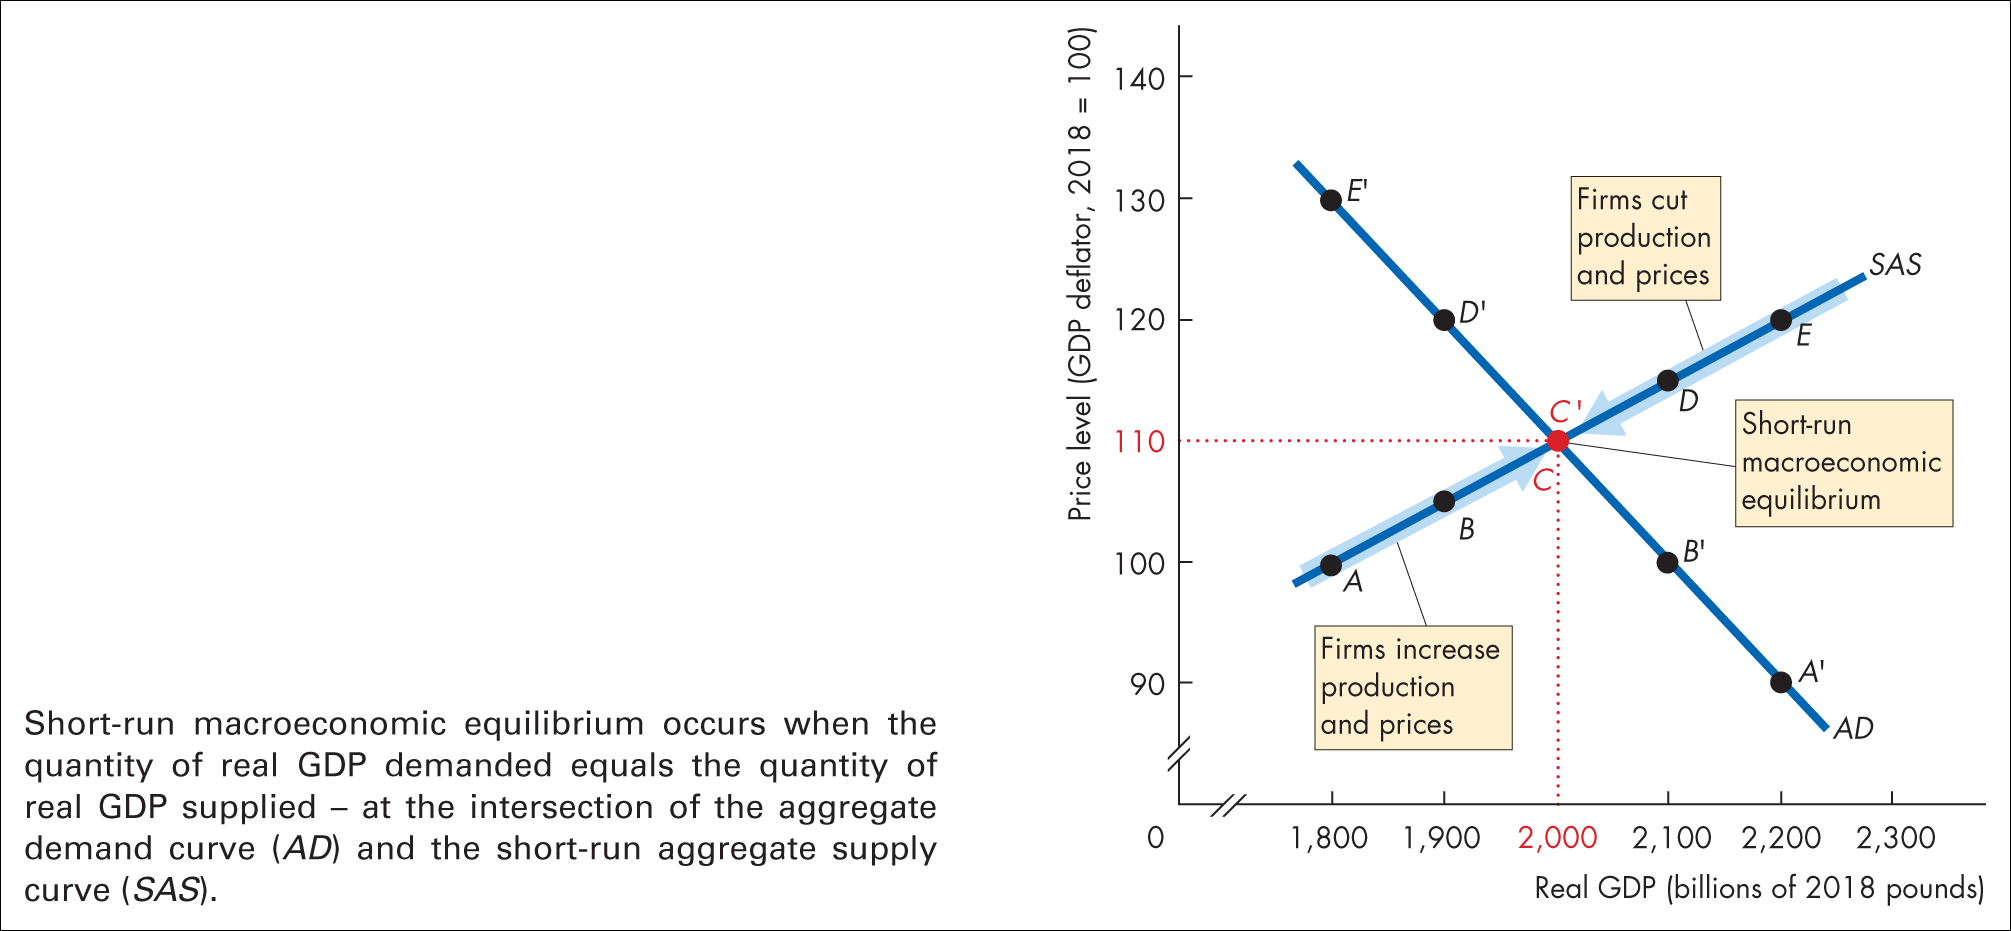 Short-run macroeconomic equilibrium occurs when the
quantity of real GDP demanded equals the quantity of
real GDP supplied – at the intersection of the aggregate
demand curve (AD) and the short-run aggregate supply
curve (SAS).
Price level (GDP deflator, 2018 = 100)
140
130
120
110
100
90
0
E'
D'
C'
C
B'
A'
AD
A
B
D
E
SAS
Firms cut
production
and prices
Short-run
macroeconomic
equilibrium
Firms increase
production
and prices
1,800
1,900
2,000
2,100
2,200
2,300
Real GDP (billions of 2018 pounds)